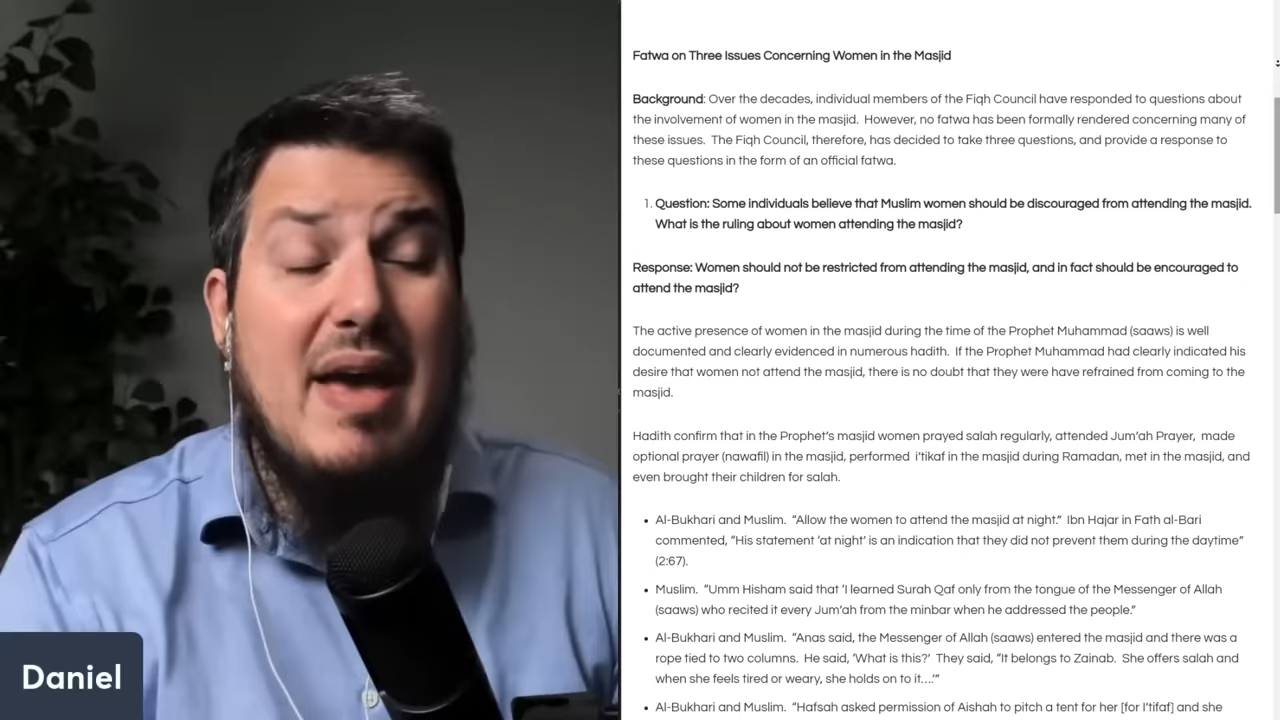 Fatwa on Three Issues Concerning Women in the Masjid
Background: Over the decades, individual members of the Fiqh Council have responded to questions about
the involvement of women in the masjid. However, no fatwa has been formally rendered concerning many of
these issues. The Fiqh Council, therefore, has decided to take three questions, and provide a response to
these questions in the form of an official fatwa.
1. Question: Some individuals believe that Muslim women should be discouraged from attending the masjid.
What is the ruling about women attending the masjid?
Response: Women should not be restricted from attending the masjid, and in fact should be encouraged to
attend the masjid?
The active presence of women in the masjid during the time of the Prophet Muhammad (saaws) is well
documented and clearly evidenced in numerous hadith. If the Prophet Muhammad had clearly indicated his
desire that women not attend the masjid, there is no doubt that they were have refrained from coming to the
masjid.
Hadith confirm that in the Prophet's masjid women prayed salah regularly, attended Jum'ah Prayer, made
optional prayer (nawafil) in the masjid, performed i'tikaf in the masjid during Ramadan, met in the masjid, and
even brought their children for salah.
• Al-Bukhari and Muslim. "Allow the women to attend the masjid at night." Ibn Hajar in Fath al-Bari
commented, "His statement 'at night' is an indication that they did not prevent them during the daytime"
(2:67).
• Muslim. "Umm Hisham said that 'I learned Surah Qaf only from the tongue of the Messenger of Allah
(saaws) who recited it every Jum'ah from the minbar when he addressed the people."
• Al-Bukhari and Muslim. "Anas said, the Messenger of Allah (saaws) entered the masjid and there was a
rope tied to two columns. He said, 'What is this?' They said, "It belongs to Zainab. She offers salah and
when she feels tired or weary, she holds on to it….'"
• Al-Bukhari and Muslim. "Hafsah asked permission of Aishah to pitch a tent for her [for I'tifaf] and she
Daniel